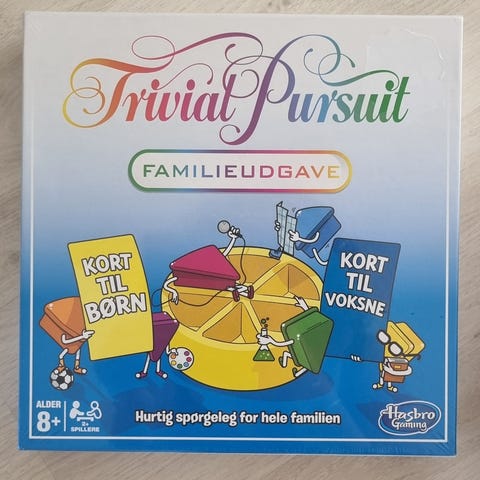 Trivial Pursuit
FAMILIEUDGAVE
KORT
TIL
BØRN
KORT
TIL
VOKSNE
ALDER
8+
2+
SPILLERE
Hurtig spørgeleg for hele familien
Hasbro
Gaming